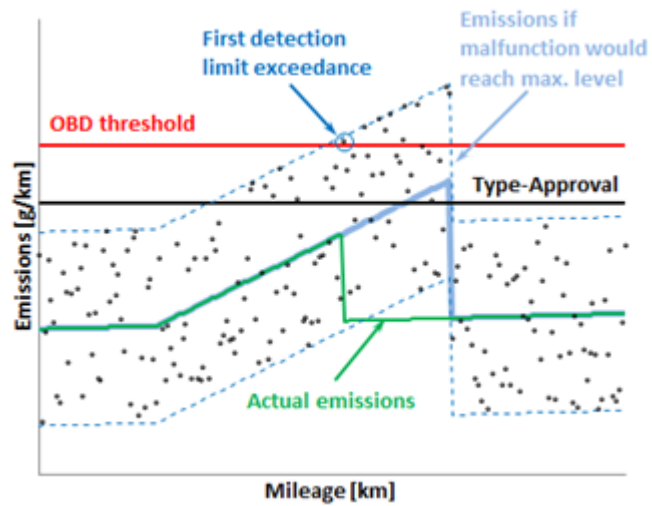 First detection
limit exceedance
Emissions if
malfunction would
reach max. level
OBD threshold
Type-Approval
Emissions [g/km]
Actual emissions
Mileage [km]